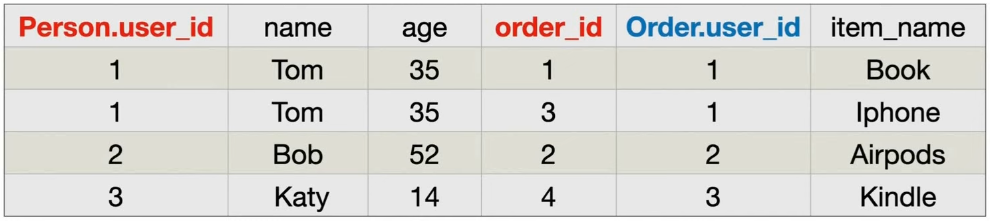 Person.user_id name age order_id Order.user_id item_name
1 Tom 35 1 1 Book
1 Tom 35 3 1 Iphone
2 Bob 52 2 2 Airpods
3 Katy 14 4 3 Kindle